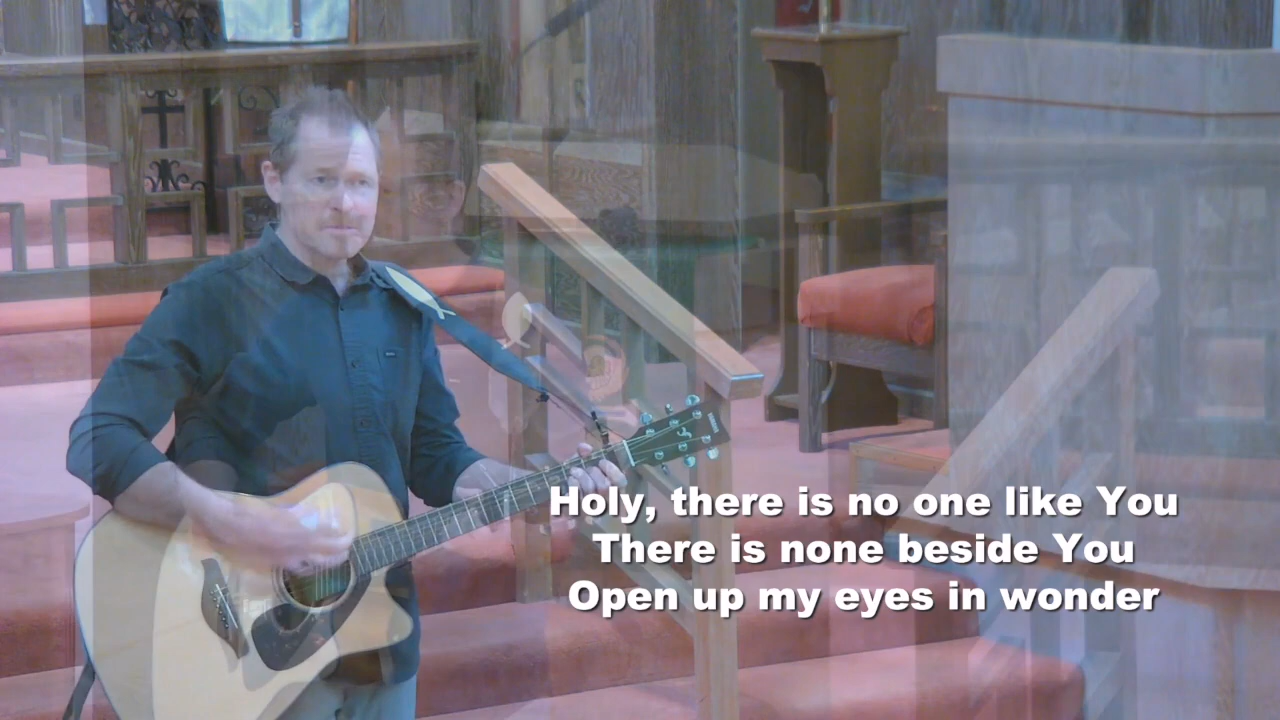 Holy, there is no one like You
There is none beside You
Open up my eyes in wonder